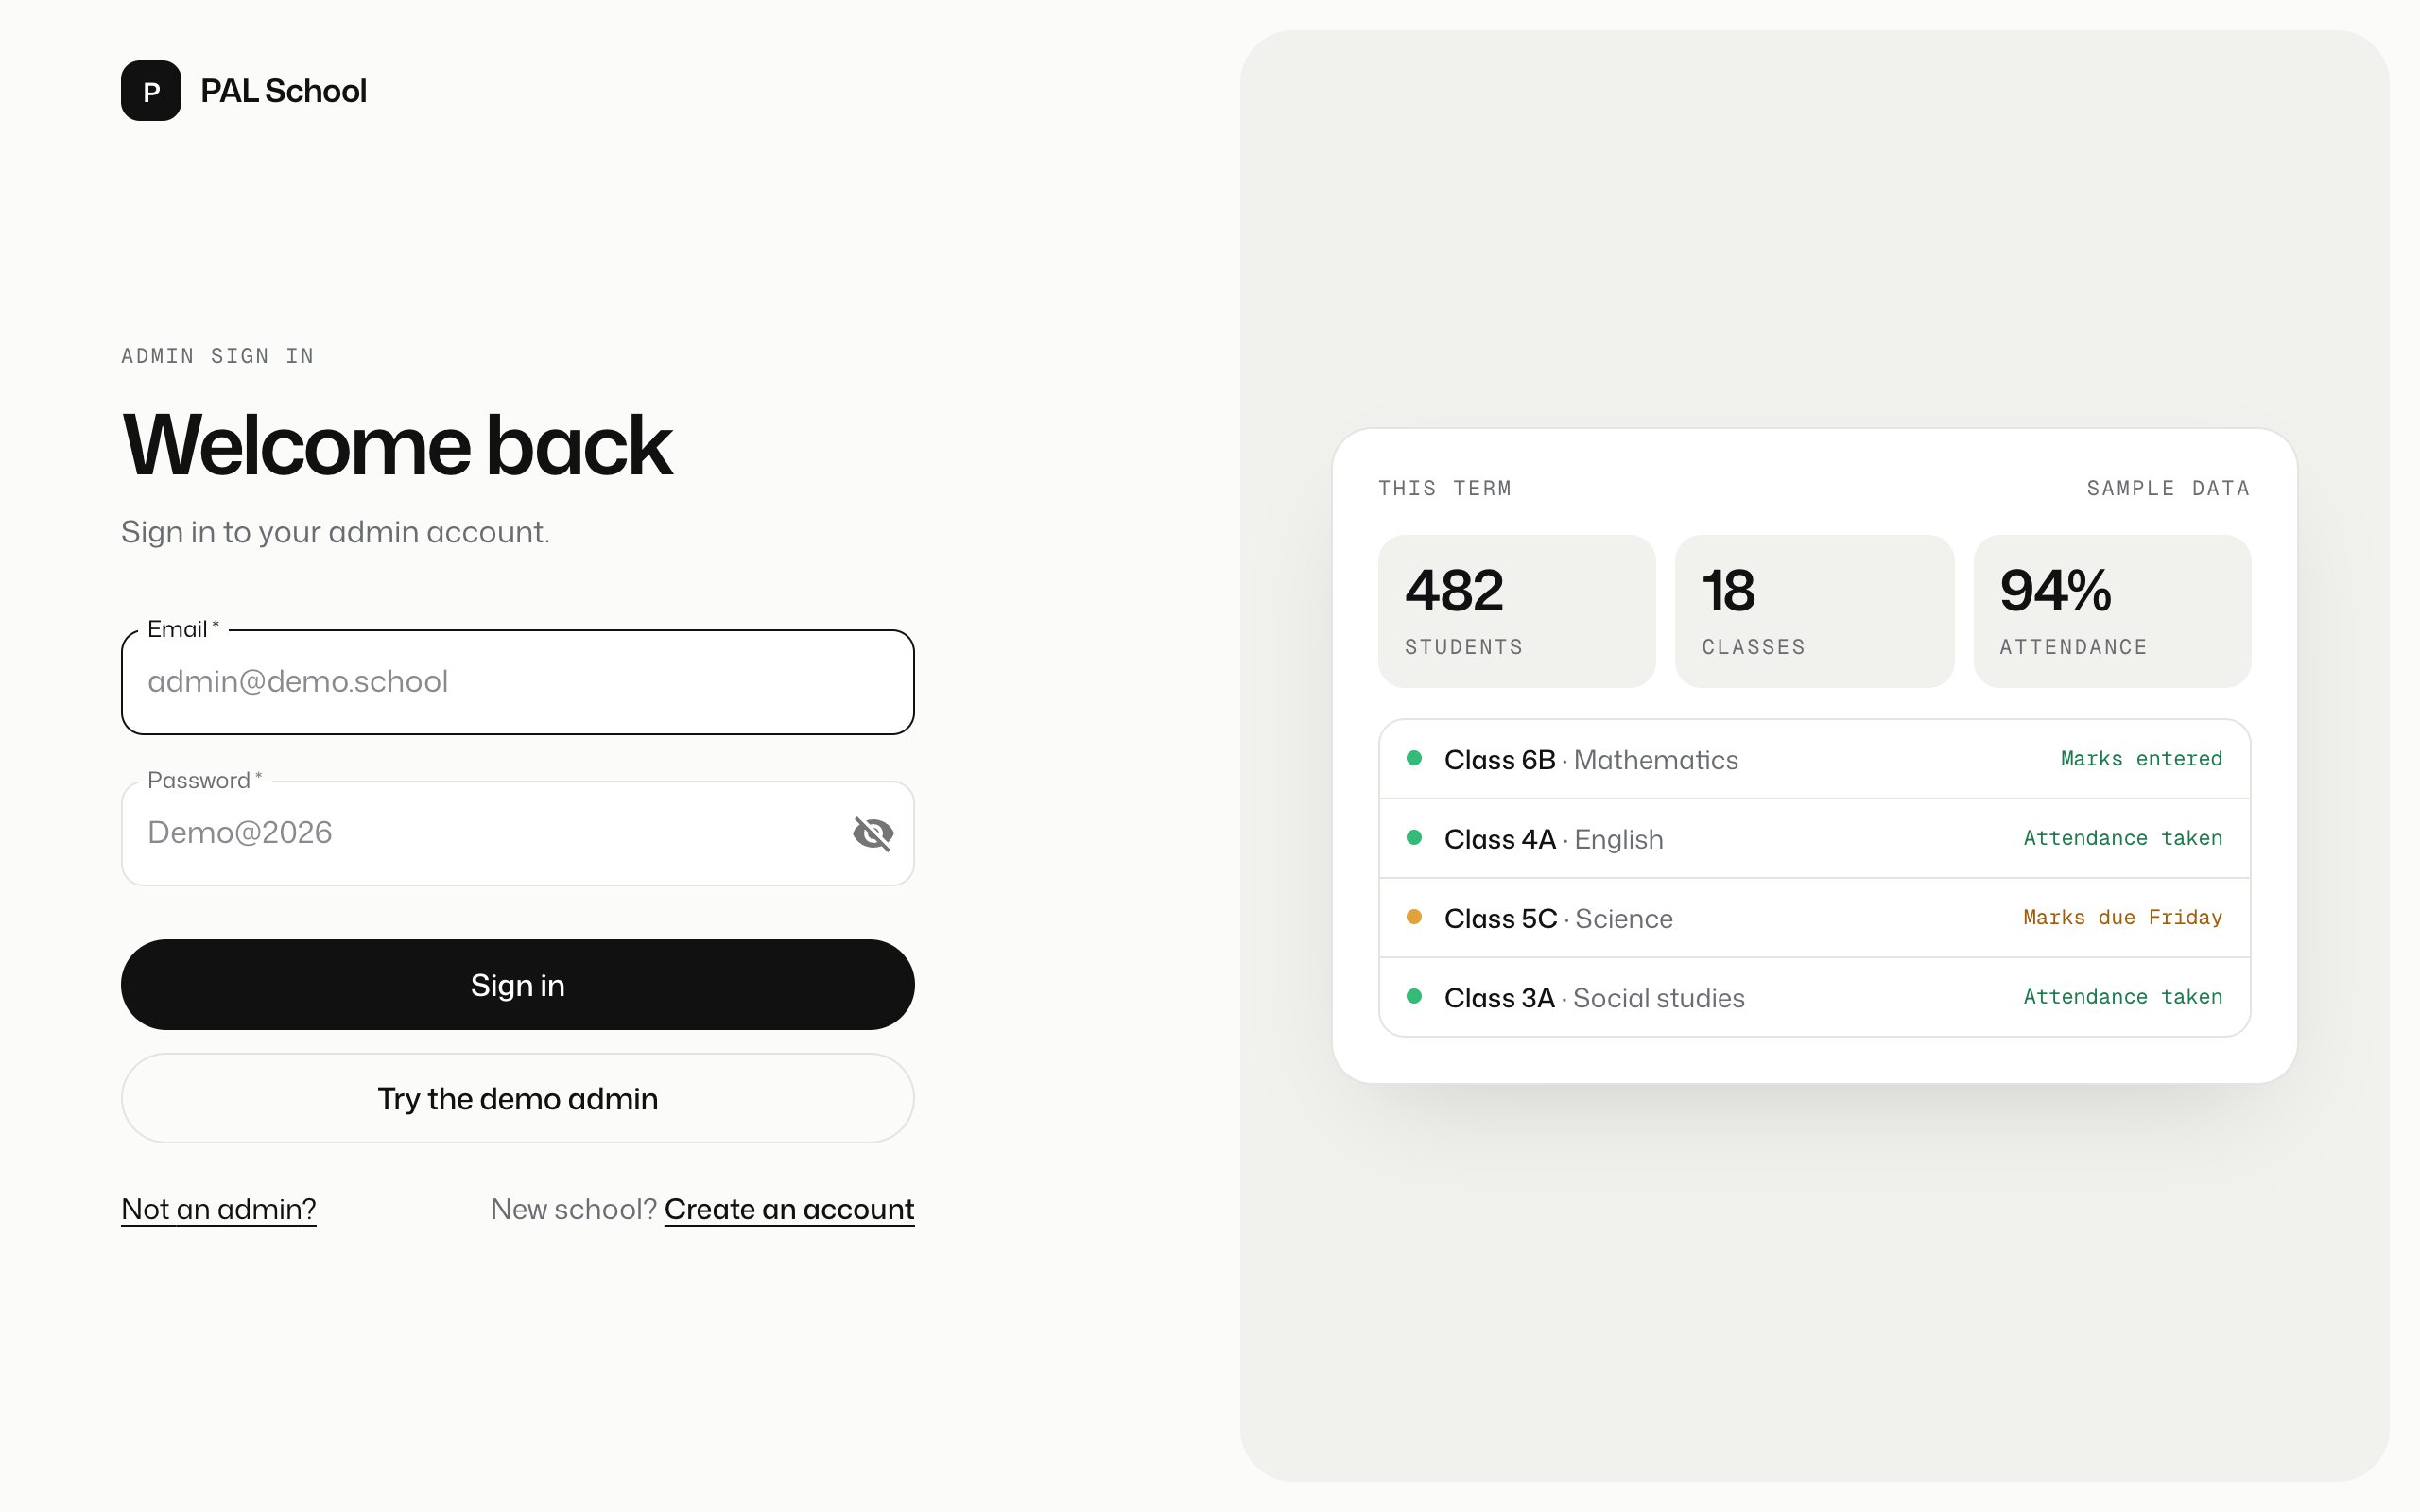 P
PAL School
ADMIN SIGN IN
Welcome back
Sign in to your admin account.
Email *
admin@demo.school
Password *
Demo@2026
Sign in
Try the demo admin
Not an admin?
New school? Create an account
THIS TERM
SAMPLE DATA
482
STUDENTS
18
CLASSES
94%
ATTENDANCE
Class 6B · Mathematics
Marks entered
Class 4A · English
Attendance taken
Class 5C · Science
Marks due Friday
Class 3A · Social studies
Attendance taken